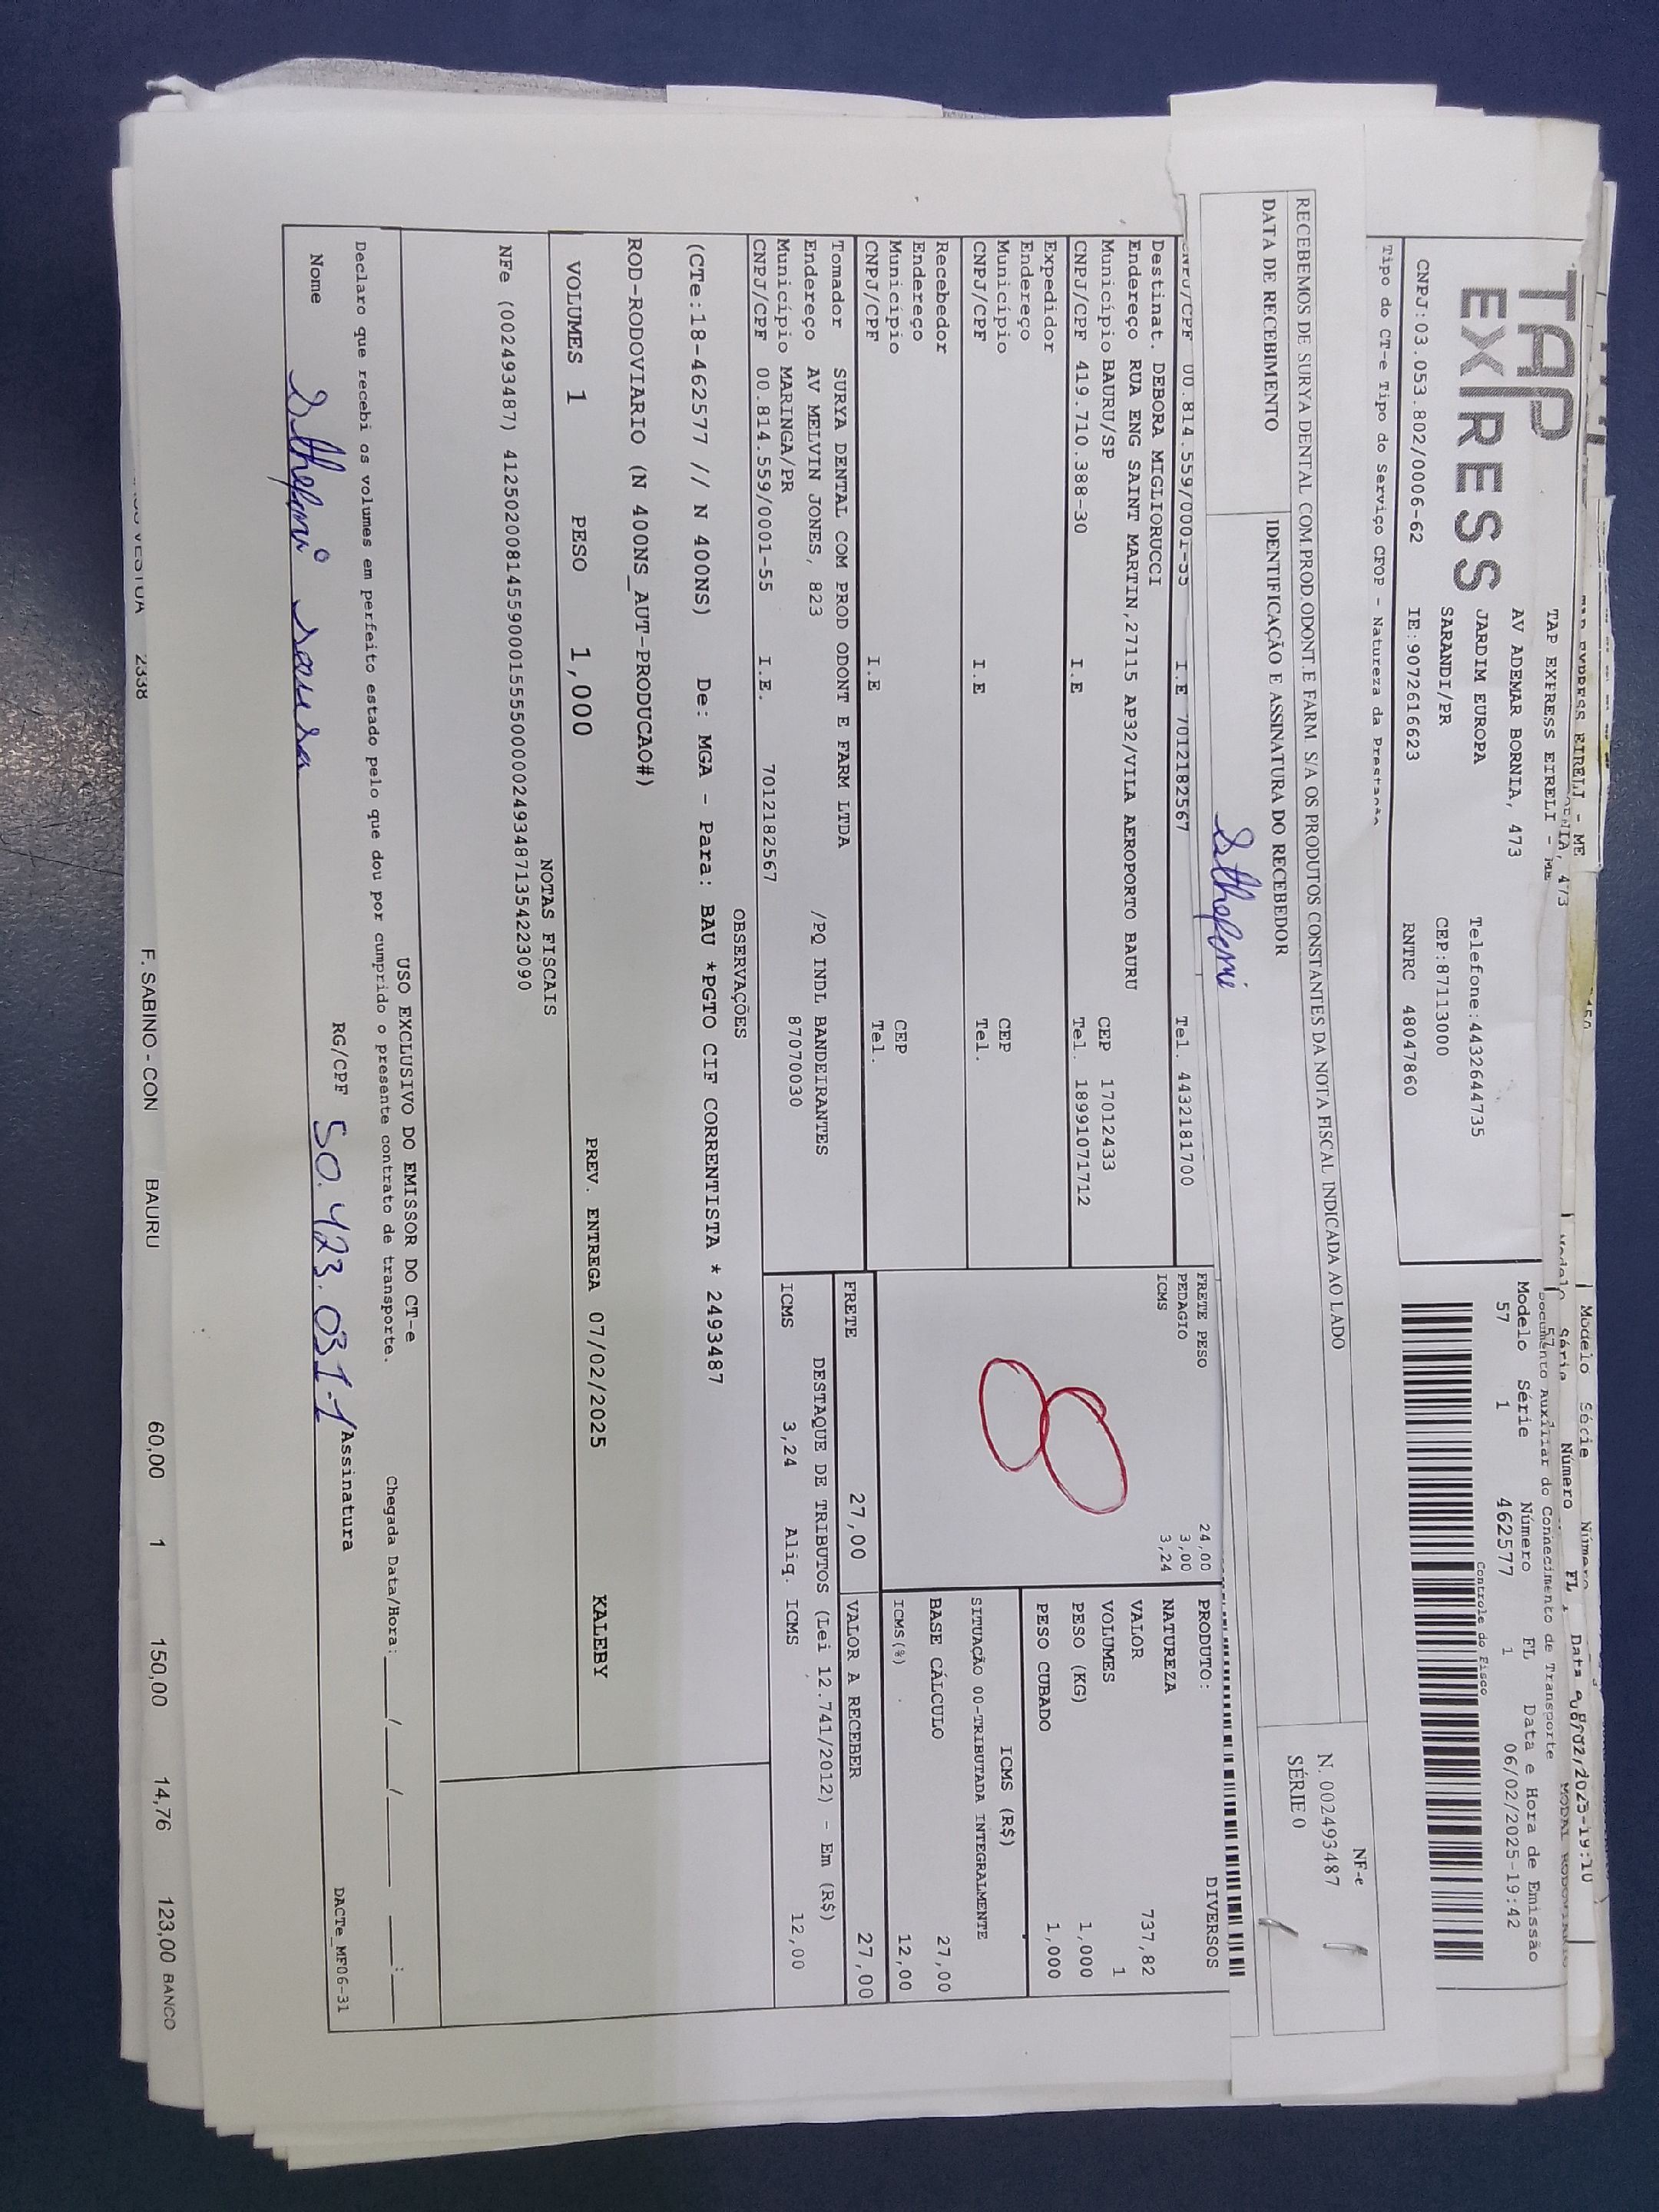 TAP
EXPRESS
TAP EXPRESS EIRELI - ME
AV ADEMAR BORNIA, 473
JARDIM EUROPA
SARANDI/PR
Telefone:4432644735
CEP:87113000
CNPJ:03.053.802/0006-62
IE:9072616623
RNTRC 48047860
Documento Auxiliar do Conhecimento de Transporte
Modelo Série Número FL Data e Hora de Emissão
57 1 462577 1 06/02/2025-19:42
Controle do Fisco
Tipo do CT-e Tipo do Serviço CFOP - Natureza da Prestação
RECEBEMOS DE SURYA DENTAL COM.PROD.ODONT.E FARM S/A OS PRODUTOS CONSTANTES DA NOTA FISCAL INDICADA AO LADO
DATA DE RECEBIMENTO
IDENTIFICAÇÃO E ASSINATURA DO RECEBEDOR
Sthefani
NF-e
N. 002493487
SÉRIE 0
CNPJ/CPF 00.814.559/0001-55 I.E 7012182567 Tel. 4432181700
Destinat. DEBORA MIGLIORUCCI
Endereço RUA ENG SAINT MARTIN,27115 AP32/VILA AEROPORTO BAURU
Município BAURU/SP CEP 17012433
CNPJ/CPF 419.710.388-30 I.E Tel. 18991071712
Expedidor
Endereço
Município CEP
CNPJ/CPF I.E Tel.
Recebedor
Endereço
Município CEP
CNPJ/CPF I.E Tel.
Tomador SURYA DENTAL COM PROD ODONT E FARM LTDA
Endereço AV MELVIN JONES, 823 /PQ INDL BANDEIRANTES
Município MARINGA/PR 87070030
CNPJ/CPF 00.814.559/0001-55 I.E. 7012182567
FRETE PESO 24,00
PEDAGIO 3,00
ICMS 3,24
PRODUTO: DIVERSOS
NATUREZA
VALOR 737,82
VOLUMES 1
PESO (KG) 1,000
PESO CUBADO 1,000
ICMS (R$)
SITUAÇÃO 00-TRIBUTADA INTEGRALMENTE
BASE CÁLCULO 27,00
ICMS(%) 12,00
FRETE 27,00
VALOR A RECEBER 27,00
DESTAQUE DE TRIBUTOS (Lei 12.741/2012) - Em (R$)
ICMS 3,24 Aliq. ICMS 12,00
OBSERVAÇÕES
(CTe:18-462577 // N 400NS) De: MGA - Para: BAU *PGTO CIF CORRENTISTA * 2493487
ROD-RODOVIARIO (N 400NS_AUT-PRODUCAO#)
VOLUMES 1 PESO 1,000 PREV. ENTREGA 07/02/2025 KALEBY
NOTAS FISCAIS
NFe (002493487) 41250200814559000155550000024934871354223090
USO EXCLUSIVO DO EMISSOR DO CT-e
Declaro que recebi os volumes em perfeito estado pelo que dou por cumprido o presente contrato de transporte.
Chegada Data/Hora:___/___/_____ ___:___
Nome Sthefani Sousa RG/CPF 50.423.031-1 /Assinatura
DACTe_MF06-31
2338 F. SABINO - CON BAURU 60,00 1 150,00 14,76 123,00 BANCO